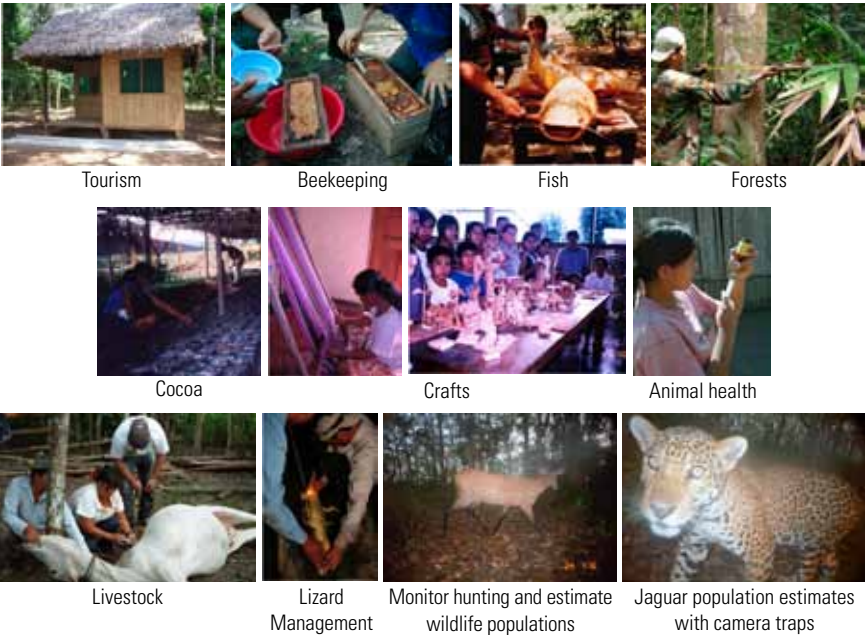 Tourism
Beekeeping
Fish
Forests
Cocoa
Crafts
Animal health
Livestock
Lizard
Management
Monitor hunting and estimate
wildlife populations
Jaguar population estimates
with camera traps